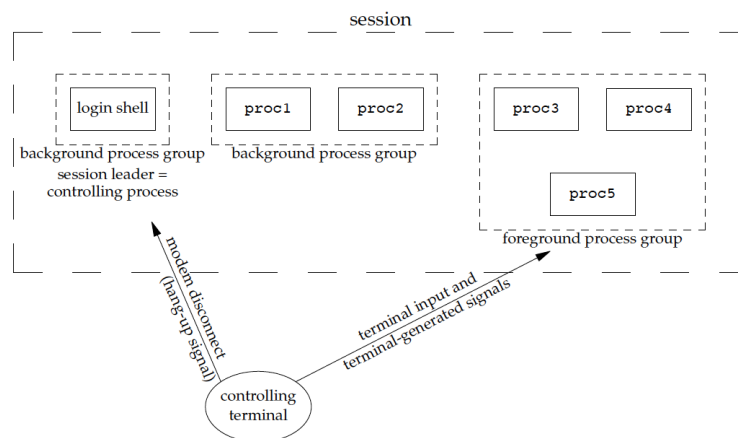 session
login shell
proc1
proc2
proc3
proc4
proc5
background process group
session leader =
controlling process
background process group
foreground process group
modem disconnect
(hang-up signal)
terminal input and
terminal-generated signals
controlling
terminal